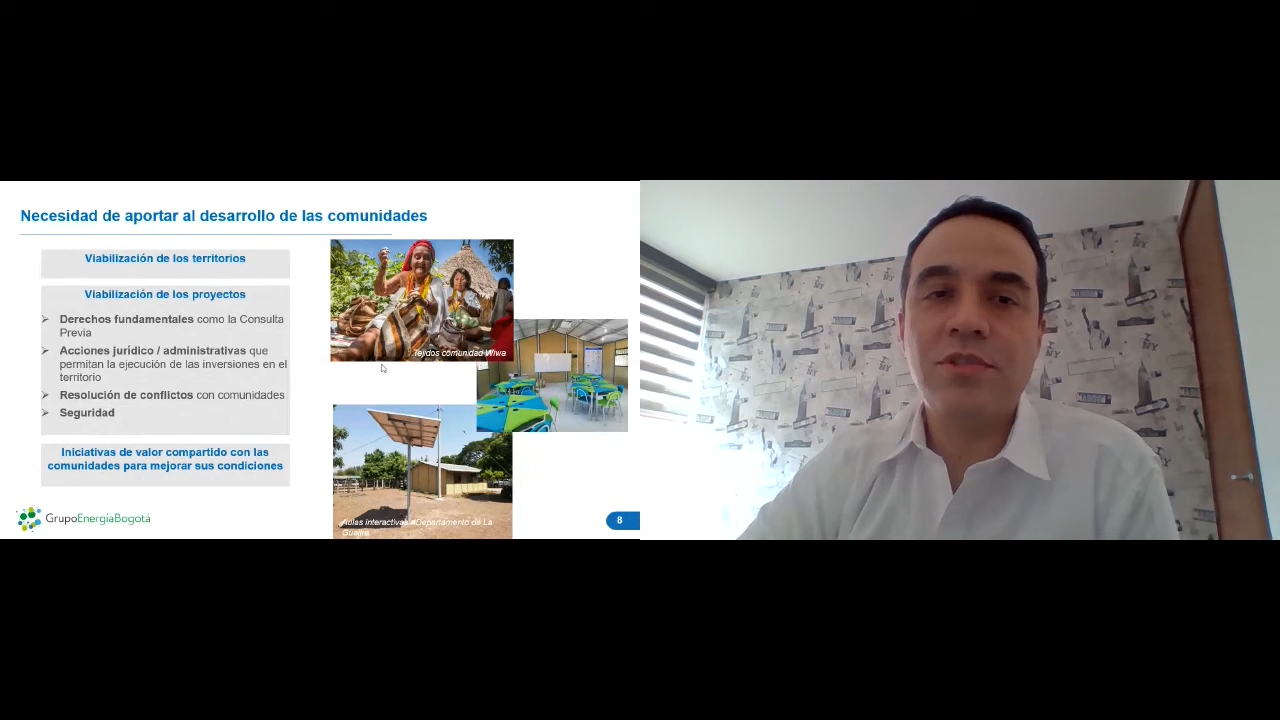 Necesidad de aportar al desarrollo de las comunidades
Viabilización de los territorios
Viabilización de los proyectos
➢ Derechos fundamentales como la Consulta
Previa
➢ Acciones jurídico / administrativas que
permitan la ejecución de las inversiones en el
territorio
➢ Resolución de conflictos con comunidades
➢ Seguridad
Iniciativas de valor compartido con las
comunidades para mejorar sus condiciones
Tejidos comunidad Wiwa
Aulas interactivas #Departamento de La
Guajira
GrupoEnergíaBogotá
8